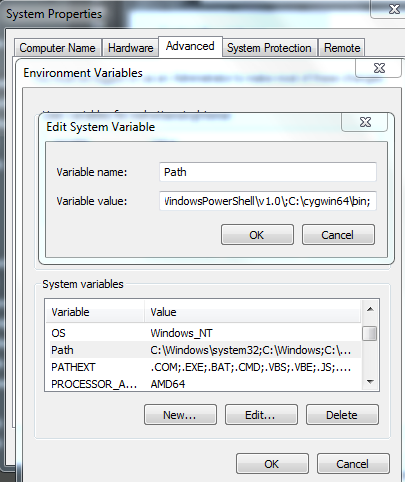 System Properties
Computer Name Hardware Advanced System Protection Remote
Environment Variables
Edit System Variable
Variable name: Path
Variable value: VindowsPowerShell\v1.0\;C:\cygwin64\bin;
OK Cancel
System variables
Variable Value
OS Windows_NT
Path C:\Windows\system32;C:\Windows;C:\...
PATHEXT .COM;.EXE;.BAT;.CMD;.VBS;.VBE;.JS;....
PROCESSOR_A... AMD64
New... Edit... Delete
OK Cancel